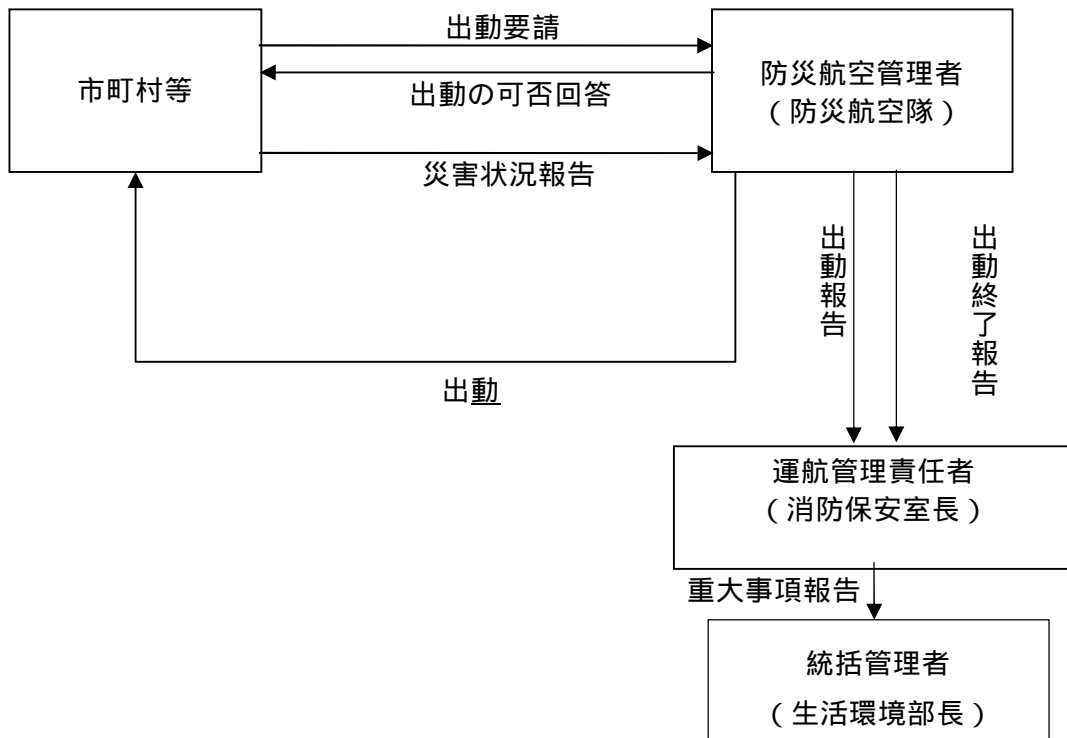 出動要請
市町村等
防災航空管理者
（防災航空隊）
出動の可否回答
災害状況報告
出動報告
出動終了報告
出動
運航管理責任者
（消防保安室長）
重大事項報告
統括管理者
（生活環境部長）